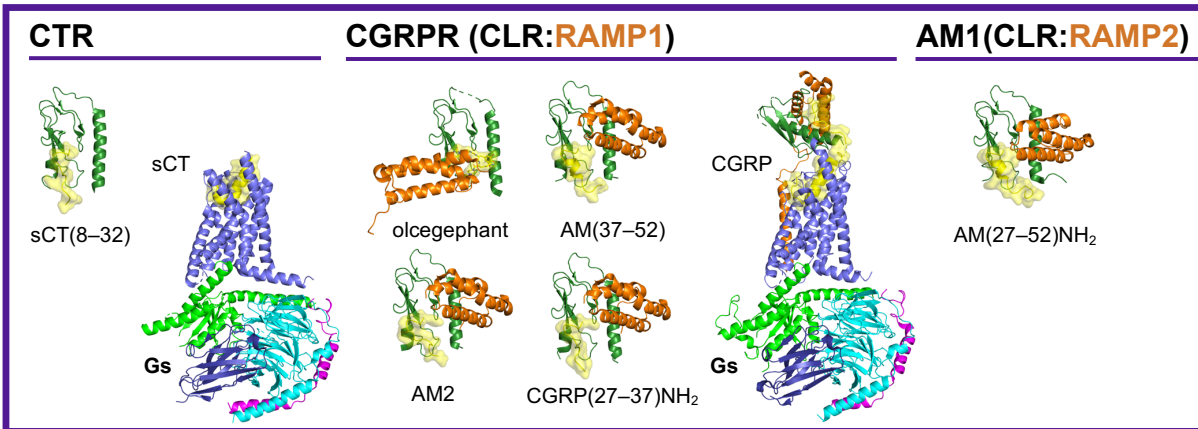 CTR
CGRPR (CLR:RAMP1)
AM1(CLR:RAMP2)
sCT
sCT(8–32)
Gs
olcegephant
AM(37–52)
AM2
CGRP(27–37)NH₂
CGRP
Gs
AM(27–52)NH₂